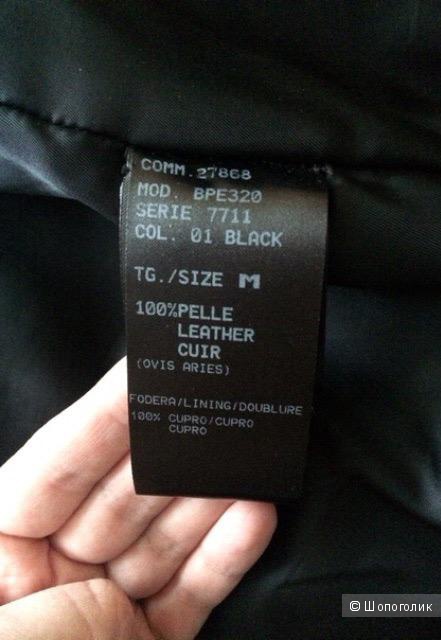 COMM. 27868
MOD. BPE320
SERIE 7711
COL. 01 BLACK
TG./SIZE M
100%PELLE
LEATHER
CUIR
(OVIS ARIES)
FODERA/LINING/DOUBLURE
100% CUPRO/CUPRO
CUPRO
© Шопоголик